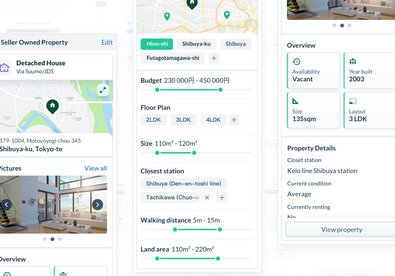 Seller Owned Property Edit
Detached House
Via Suumo/JDS
179-1004, Motoyoyogi-chou 345
Shibuya-ku, Tokyo-to
Pictures View all
Overview
Hino-shi Shibuya-ku Shibuya
Futagotamagawa-shi +
Budget 230 000円 - 450 000円
Floor Plan
2LDK 3LDK 4LDK +
Size 110m² - 120m²
Closest station
Shibuya (Den-en-toshi line)
Tachikawa (Chuo- × +
Walking distance 5m - 15m
Land area 110m² - 220m²
Overview
Availability
Vacant
Year built
2003
Size
135sqm
Layout
3 LDK
Property Details
Closet station
Keio line Shibuya station
Current condition
Average
Currently renting
No
View property